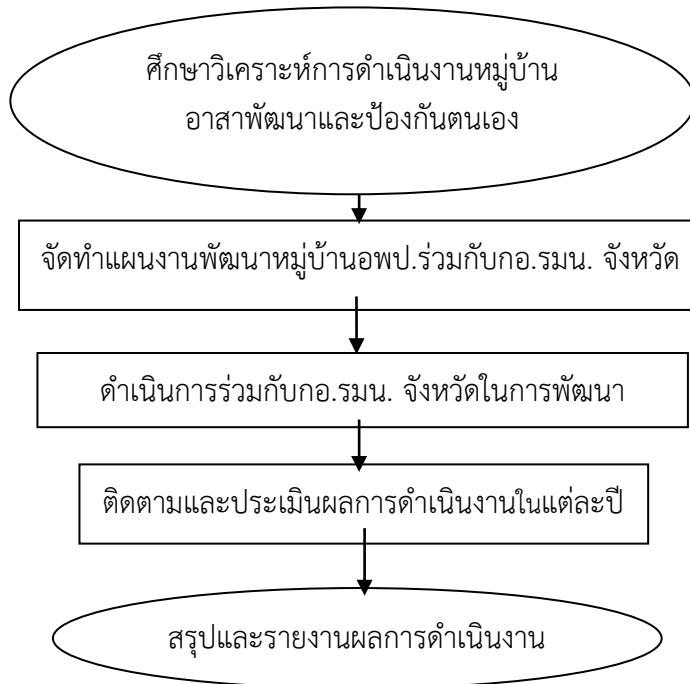 ศึกษาวิเคราะห์การดำเนินงานหมู่บ้าน
อาสาพัฒนาและป้องกันตนเอง
จัดทำแผนงานพัฒนาหมู่บ้านอพป.ร่วมกับกอ.รมน. จังหวัด
ดำเนินการร่วมกับกอ.รมน. จังหวัดในการพัฒนา
ติดตามและประเมินผลการดำเนินงานในแต่ละปี
สรุปและรายงานผลการดำเนินงาน